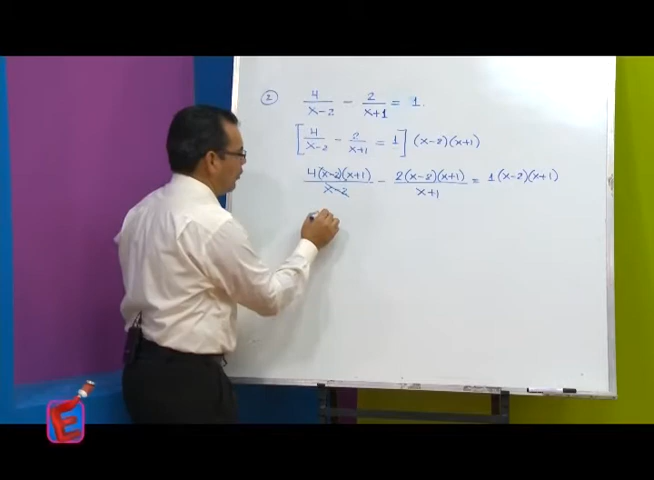 ② 4/(x-2) - 2/(x+1) = 1.
[4/(x-2) - 2/(x+1) = 1] (x-2)(x+1)
4(x-2)(x+1)/(x-2) - 2(x-2)(x+1)/(x+1) = 1(x-2)(x+1)
E